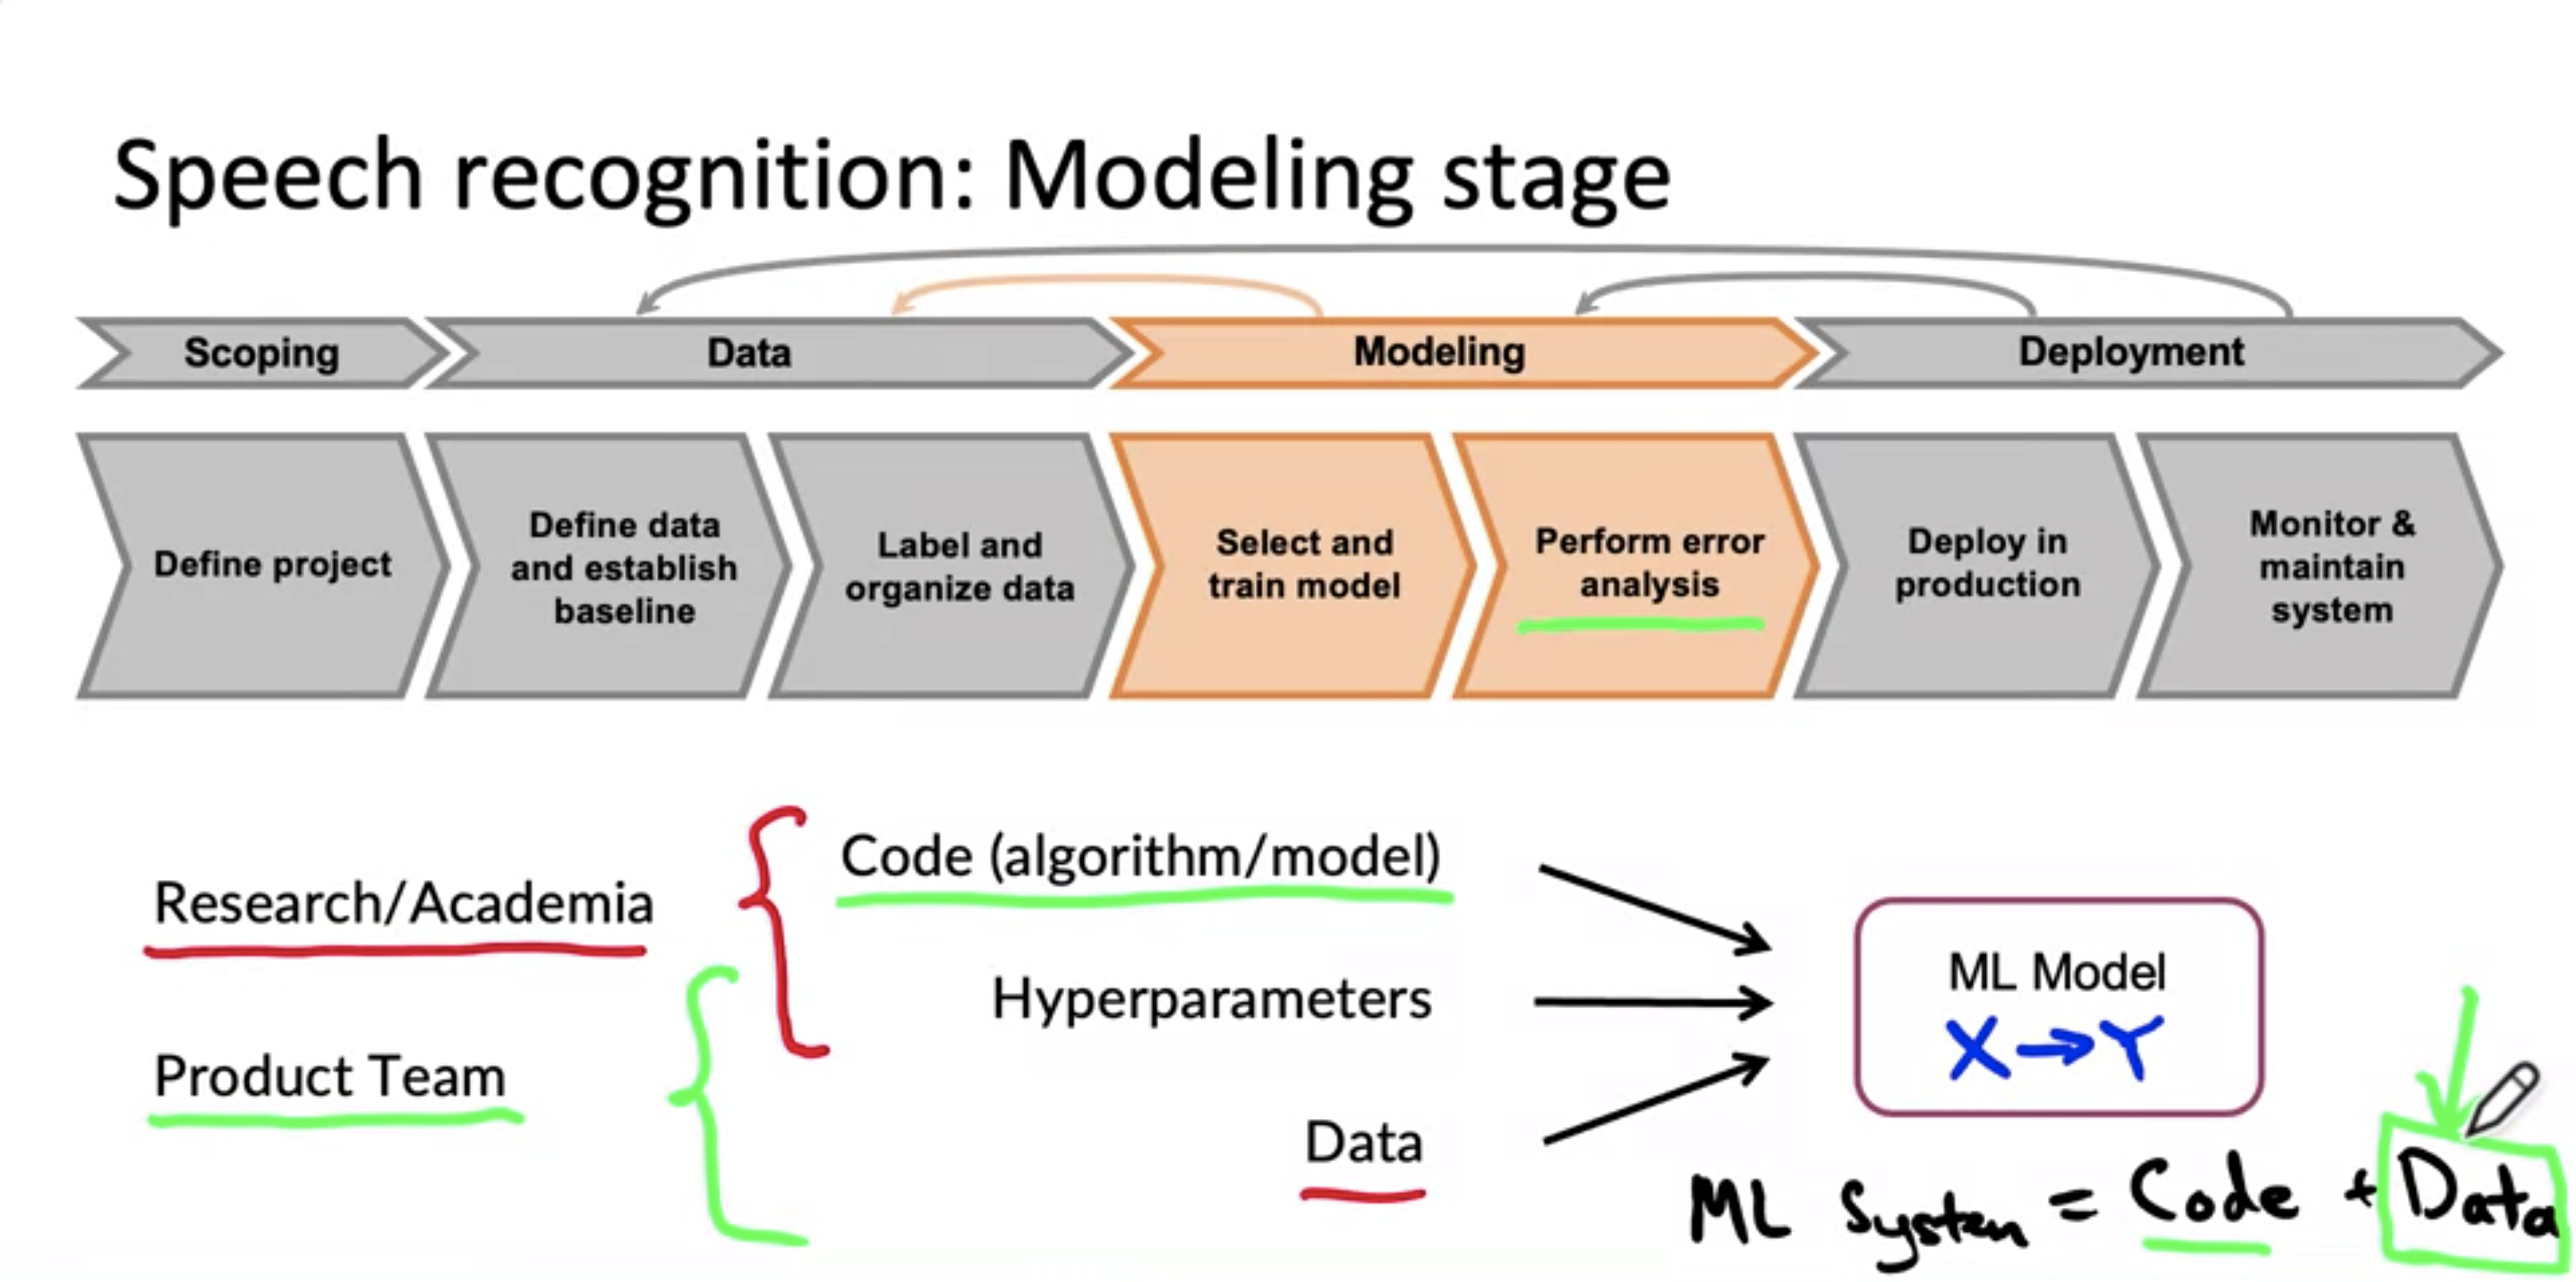 Speech recognition: Modeling stage
Scoping
Data
Modeling
Deployment
Define project
Define data
and establish
baseline
Label and
organize data
Select and
train model
Perform error
analysis
Deploy in
production
Monitor &
maintain
system
Research/Academia
Product Team
Code (algorithm/model)
Hyperparameters
Data
ML Model
X→Y
ML System = Code + Data